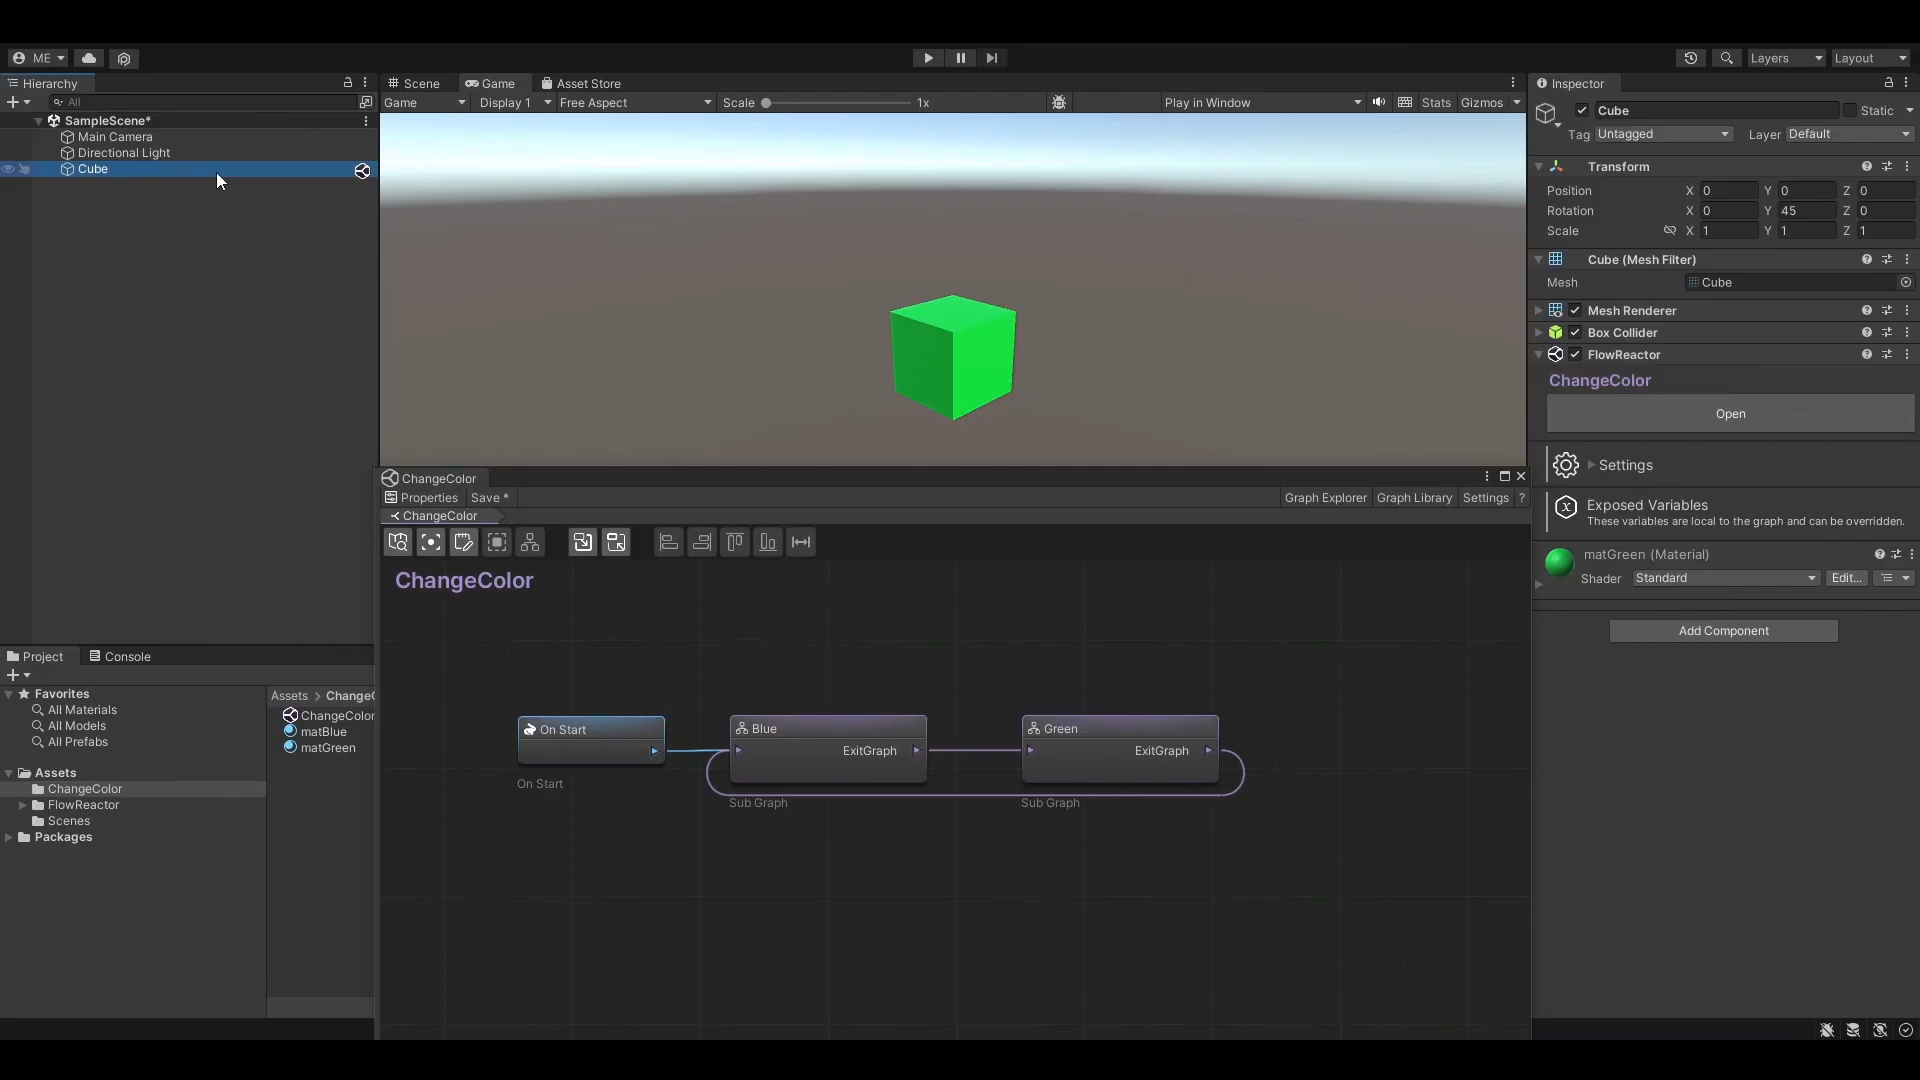 ME
Layers
Layout
Hierarchy
Scene
Game
Asset Store
Inspector
All
Game
Display 1
Free Aspect
Scale
1x
Play in Window
Stats
Gizmos
Cube
Static
SampleScene*
Main Camera
Directional Light
Cube
Tag
Untagged
Layer
Default
Transform
Position
X 0
Y 0
Z 0
Rotation
X 0
Y 45
Z 0
Scale
X 1
Y 1
Z 1
Cube (Mesh Filter)
Mesh
Cube
Mesh Renderer
Box Collider
FlowReactor
ChangeColor
Open
Settings
Exposed Variables
These variables are local to the graph and can be overridden.
matGreen (Material)
Shader
Standard
Edit...
Add Component
ChangeColor
Properties
Save *
Graph Explorer
Graph Library
Settings
?
ChangeColor
ChangeColor
On Start
On Start
Blue
ExitGraph
Sub Graph
Green
ExitGraph
Sub Graph
Project
Console
Favorites
All Materials
All Models
All Prefabs
Assets
ChangeColor
FlowReactor
Scenes
Packages
Assets > ChangeC
ChangeColor
matBlue
matGreen